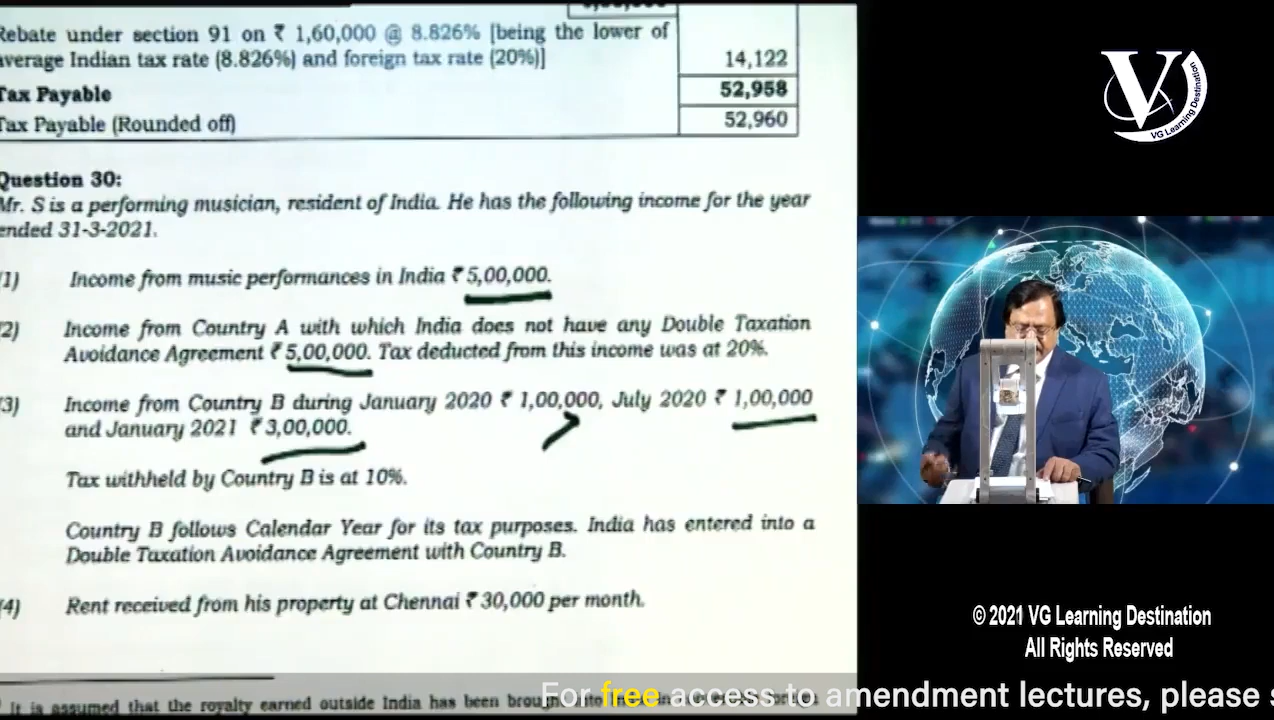 Rebate under section 91 on ₹ 1,60,000 @ 8.826% [being the lower of
average Indian tax rate (8.826%) and foreign tax rate (20%)]
14,122
Tax Payable
52,958
Tax Payable (Rounded off)
52,960
Question 30:
Mr. S is a performing musician, resident of India. He has the following income for the year
ended 31-3-2021.
(1) Income from music performances in India ₹ 5,00,000.
(2) Income from Country A with which India does not have any Double Taxation
Avoidance Agreement ₹ 5,00,000. Tax deducted from this income was at 20%.
(3) Income from Country B during January 2020 ₹ 1,00,000, July 2020 ₹ 1,00,000
and January 2021 ₹ 3,00,000.
Tax withheld by Country B is at 10%.
Country B follows Calendar Year for its tax purposes. India has entered into a
Double Taxation Avoidance Agreement with Country B.
(4) Rent received from his property at Chennai ₹ 30,000 per month.
It is assumed that the royalty earned outside India has been
V
VG Learning Destination
© 2021 VG Learning Destination
All Rights Reserved
For free access to amendment lectures, please s